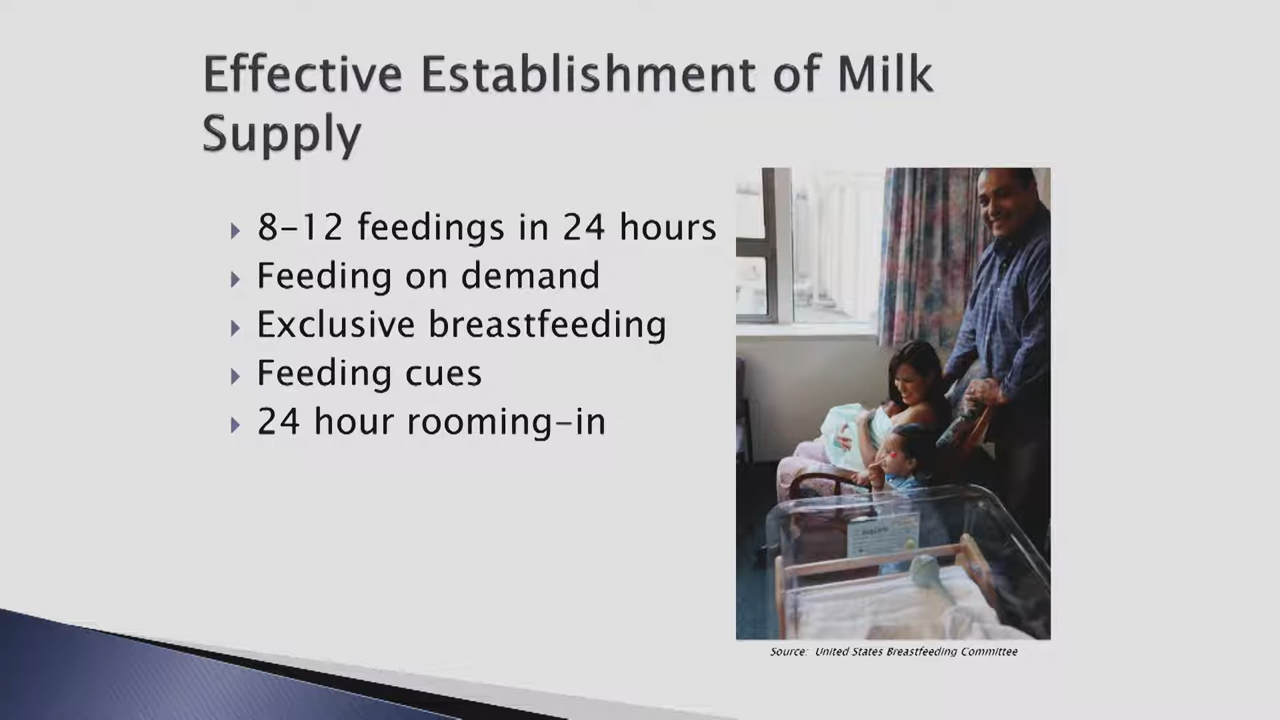 Effective Establishment of Milk
Supply
8-12 feedings in 24 hours
Feeding on demand
Exclusive breastfeeding
Feeding cues
24 hour rooming-in
Source: United States Breastfeeding Committee